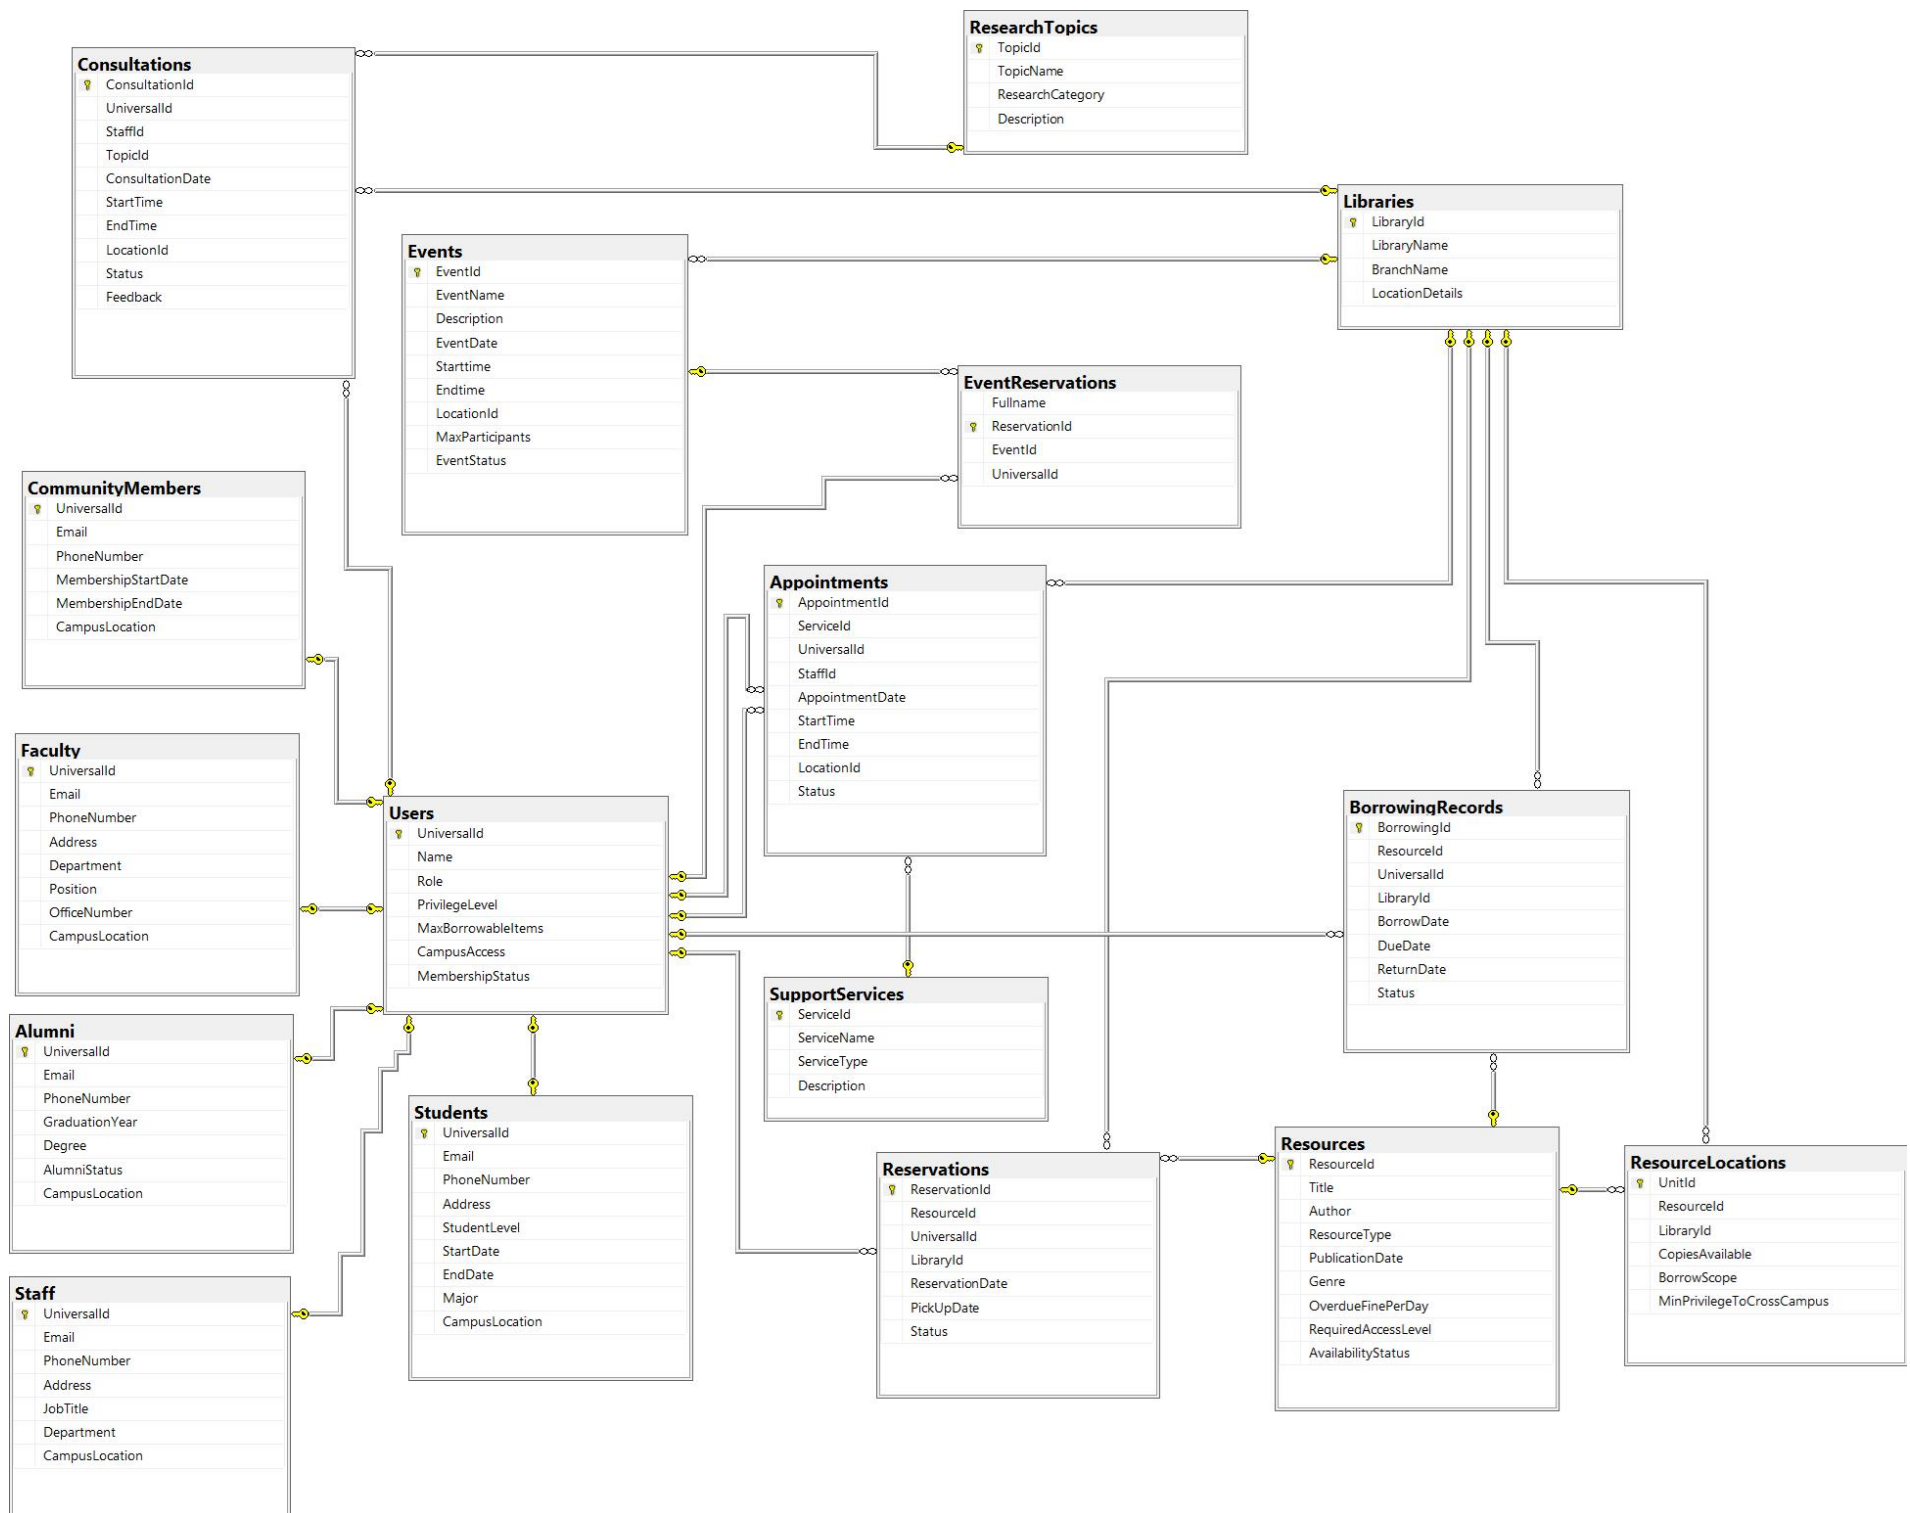 ResearchTopics
TopicId
TopicName
ResearchCategory
Description
Consultations
ConsultationId
UniversalId
StaffId
TopicId
ConsultationDate
StartTime
EndTime
LocationId
Status
Feedback
Libraries
LibraryId
LibraryName
BranchName
LocationDetails
Events
EventId
EventName
Description
EventDate
Starttime
Endtime
LocationId
MaxParticipants
EventStatus
EventReservations
Fullname
ReservationId
EventId
UniversalId
CommunityMembers
UniversalId
Email
PhoneNumber
MembershipStartDate
MembershipEndDate
CampusLocation
Appointments
AppointmentId
ServiceId
UniversalId
StaffId
AppointmentDate
StartTime
EndTime
LocationId
Status
Faculty
UniversalId
Email
PhoneNumber
Address
Department
Position
OfficeNumber
CampusLocation
Users
UniversalId
Name
Role
PrivilegeLevel
MaxBorrowableItems
CampusAccess
MembershipStatus
BorrowingRecords
BorrowingId
ResourceId
UniversalId
LibraryId
BorrowDate
DueDate
ReturnDate
Status
SupportServices
ServiceId
ServiceName
ServiceType
Description
Alumni
UniversalId
Email
PhoneNumber
GraduationYear
Degree
AlumniStatus
CampusLocation
Students
UniversalId
Email
PhoneNumber
Address
StudentLevel
StartDate
EndDate
Major
CampusLocation
Reservations
ReservationId
ResourceId
UniversalId
LibraryId
ReservationDate
PickUpDate
Status
Resources
ResourceId
Title
Author
ResourceType
PublicationDate
Genre
OverdueFinePerDay
RequiredAccessLevel
AvailabilityStatus
ResourceLocations
UnitId
ResourceId
LibraryId
CopiesAvailable
BorrowScope
MinPrivilegeToCrossCampus
Staff
UniversalId
Email
PhoneNumber
Address
JobTitle
Department
CampusLocation